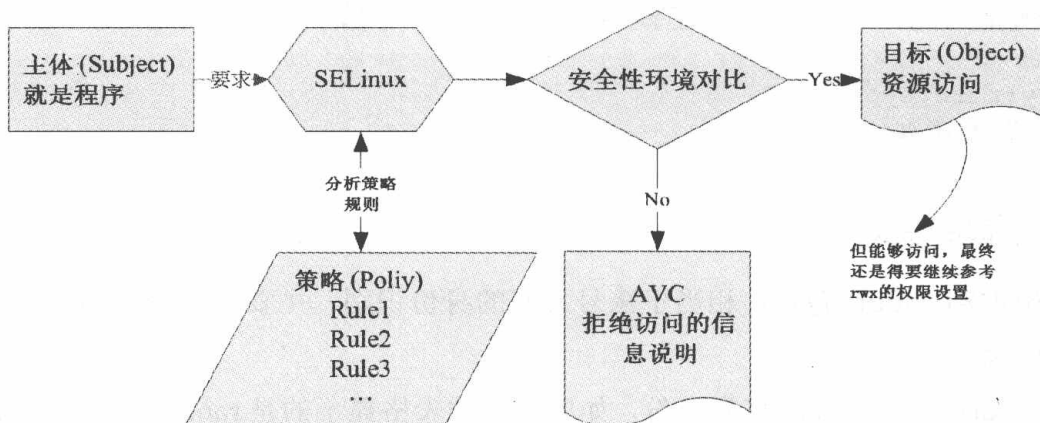 主体 (Subject)
就是程序
要求
SELinux
安全性环境对比
Yes
目标 (Object)
资源访问
分析策略
规则
No
但能够访问，最终
还是得要继续参考
rwx的权限设置
策略 (Poliy)
Rule1
Rule2
Rule3
…
AVC
拒绝访问的信
息说明